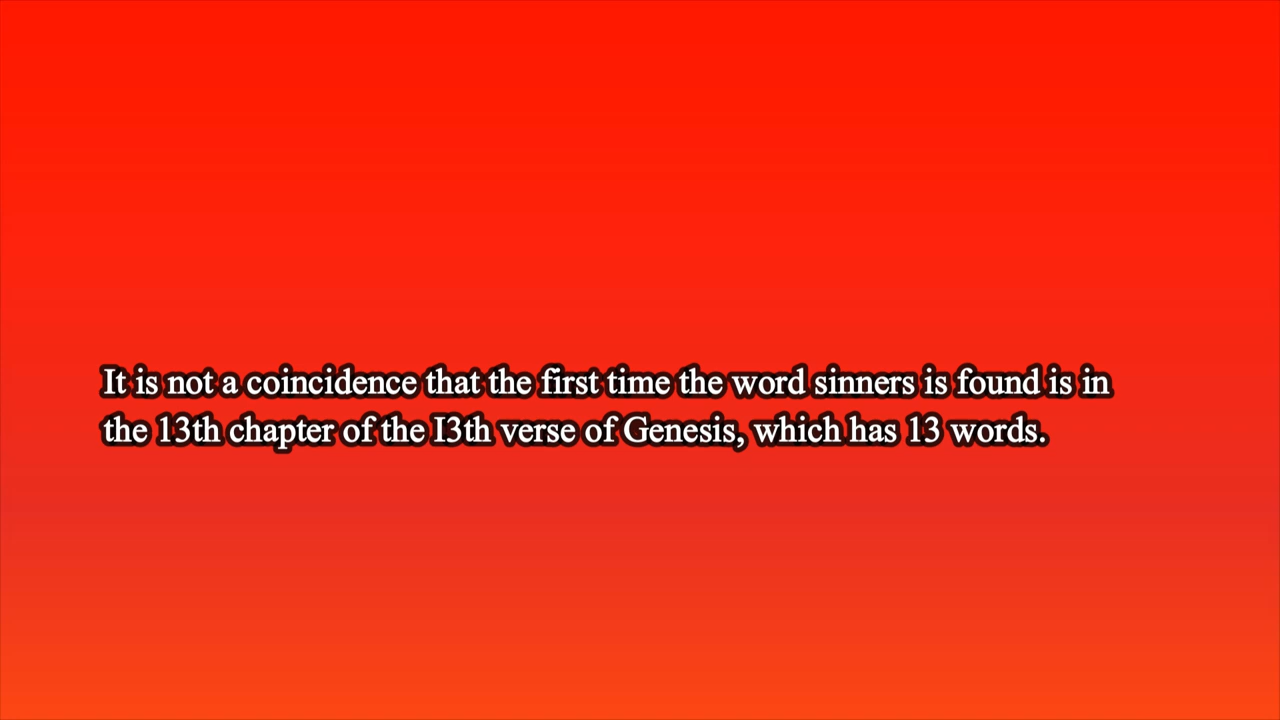 It is not a coincidence that the first time the word sinners is found is in
the 13th chapter of the I3th verse of Genesis, which has 13 words.